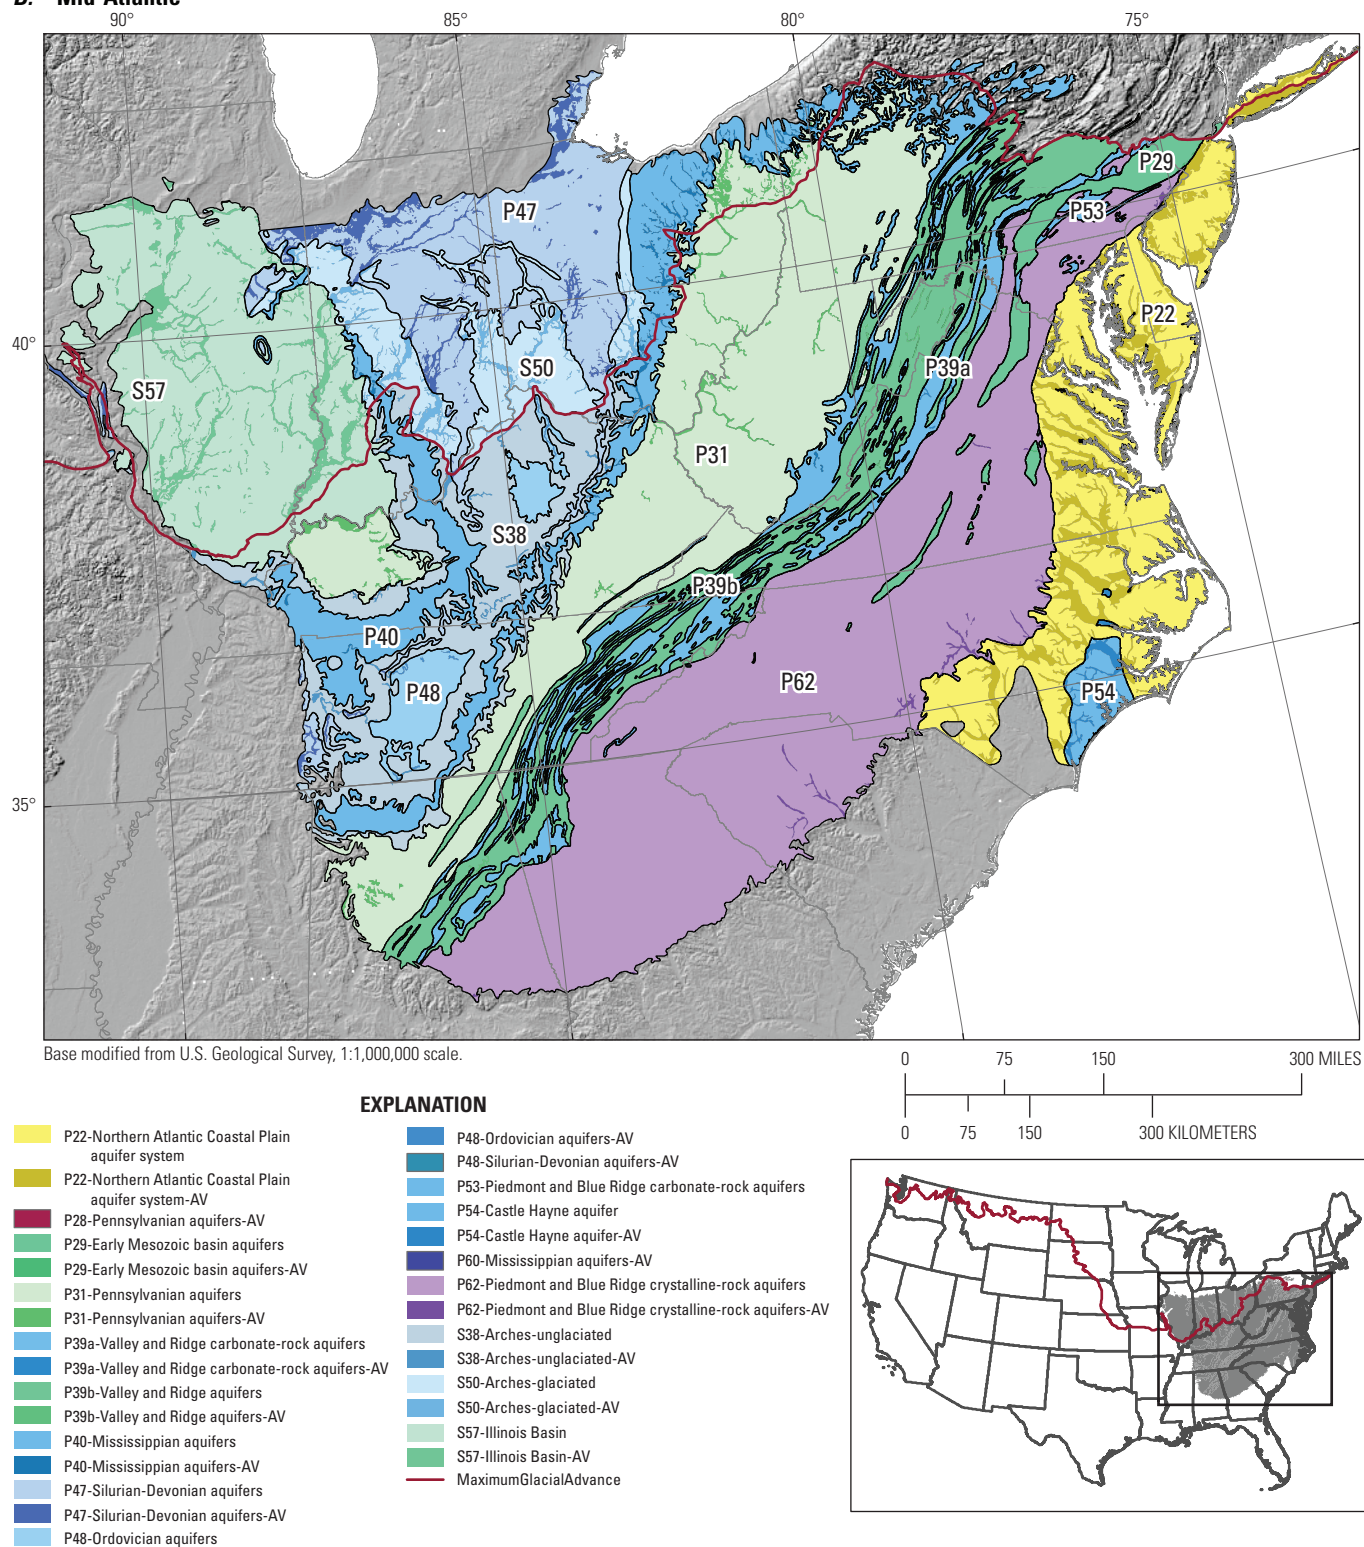 B. Mid-Atlantic
90°
85°
80°
75°
40°
35°
P47
P29
P53
P22
S50
P39a
S57
P31
S38
P39b
P40
P48
P62
P54
Base modified from U.S. Geological Survey, 1:1,000,000 scale.
0 75 150 300 MILES
0 75 150 300 KILOMETERS
EXPLANATION
P22-Northern Atlantic Coastal Plain
aquifer system
P22-Northern Atlantic Coastal Plain
aquifer system-AV
P28-Pennsylvanian aquifers-AV
P29-Early Mesozoic basin aquifers
P29-Early Mesozoic basin aquifers-AV
P31-Pennsylvanian aquifers
P31-Pennsylvanian aquifers-AV
P39a-Valley and Ridge carbonate-rock aquifers
P39a-Valley and Ridge carbonate-rock aquifers-AV
P39b-Valley and Ridge aquifers
P39b-Valley and Ridge aquifers-AV
P40-Mississippian aquifers
P40-Mississippian aquifers-AV
P47-Silurian-Devonian aquifers
P47-Silurian-Devonian aquifers-AV
P48-Ordovician aquifers
P48-Ordovician aquifers-AV
P48-Silurian-Devonian aquifers-AV
P53-Piedmont and Blue Ridge carbonate-rock aquifers
P54-Castle Hayne aquifer
P54-Castle Hayne aquifer-AV
P60-Mississippian aquifers-AV
P62-Piedmont and Blue Ridge crystalline-rock aquifers
P62-Piedmont and Blue Ridge crystalline-rock aquifers-AV
S38-Arches-unglaciated
S38-Arches-unglaciated-AV
S50-Arches-glaciated
S50-Arches-glaciated-AV
S57-Illinois Basin
S57-Illinois Basin-AV
MaximumGlacialAdvance